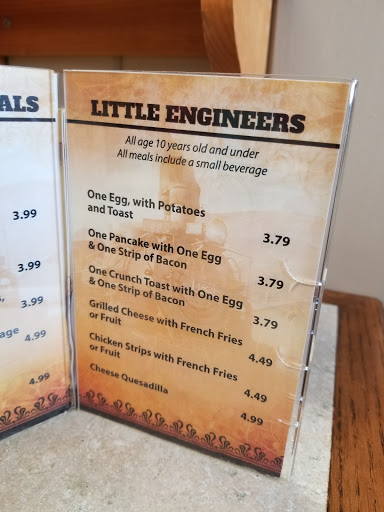 ALS
3.99
3.99
3.99
age 4.99
4.99
LITTLE ENGINEERS
All age 10 years old and under
All meals include a small beverage
One Egg, with Potatoes
and Toast 3.79
One Pancake with One Egg
& One Strip of Bacon 3.79
One Crunch Toast with One Egg
& One Strip of Bacon 3.79
Grilled Cheese with French Fries
or Fruit 4.49
Chicken Strips with French Fries
or Fruit 4.49
Cheese Quesadilla 4.99